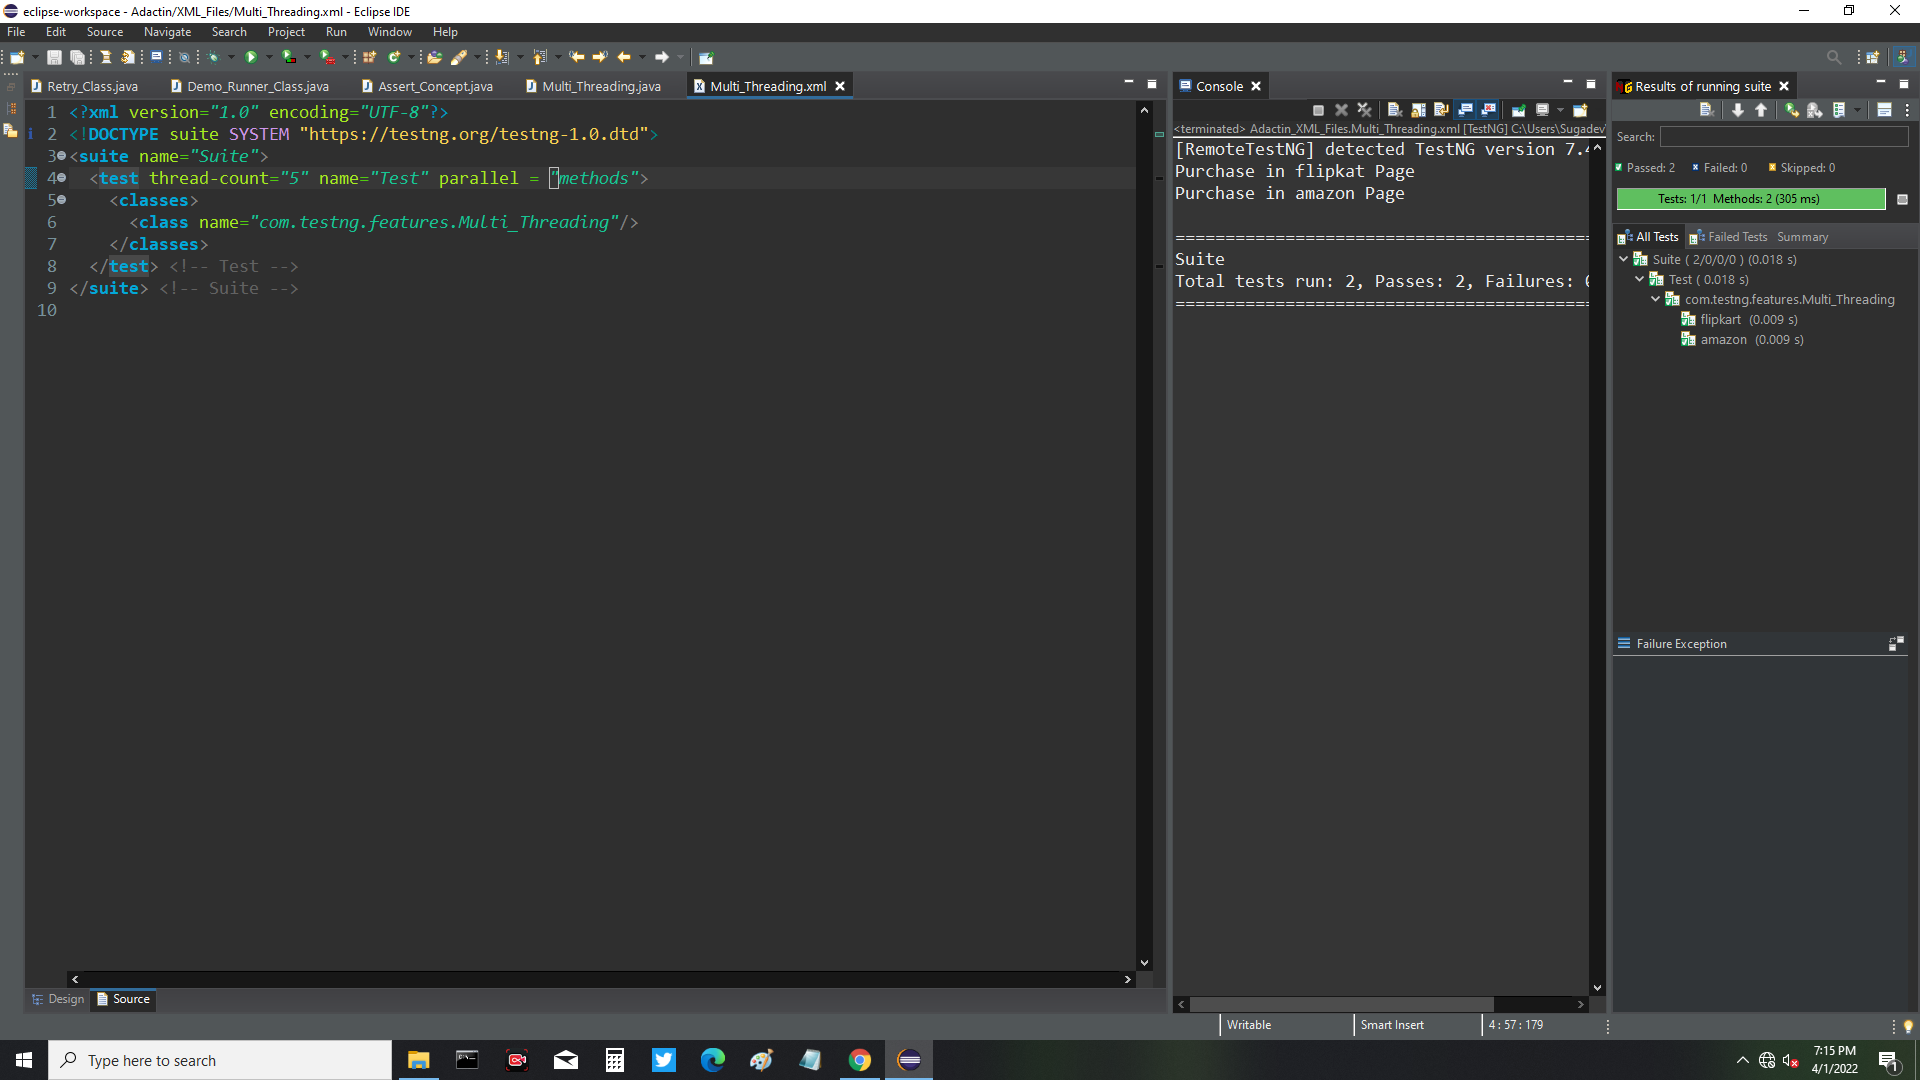 eclipse-workspace - Adactin/XML_Files/Multi_Threading.xml - Eclipse IDE
File Edit Source Navigate Search Project Run Window Help
Retry_Class.java Demo_Runner_Class.java Assert_Concept.java Multi_Threading.java Multi_Threading.xml
1 <?xml version="1.0" encoding="UTF-8"?>
2 <!DOCTYPE suite SYSTEM "https://testng.org/testng-1.0.dtd">
3 <suite name="Suite">
4 <test thread-count="5" name="Test" parallel = "methods">
5 <classes>
6 <class name="com.testng.features.Multi_Threading"/>
7 </classes>
8 </test> <!-- Test -->
9 </suite> <!-- Suite -->
10
Design Source
Console
<terminated> Adactin_XML_Files.Multi_Threading.xml [TestNG] C:\Users\Sugadev
[RemoteTestNG] detected TestNG version 7.4
Purchase in flipkat Page
Purchase in amazon Page
==========================================
Suite
Total tests run: 2, Passes: 2, Failures: 0
==========================================
Results of running suite
Search:
Passed: 2 Failed: 0 Skipped: 0
Tests: 1/1 Methods: 2 (305 ms)
All Tests Failed Tests Summary
Suite ( 2/0/0/0 ) (0.018 s)
Test ( 0.018 s)
com.testng.features.Multi_Threading
flipkart (0.009 s)
amazon (0.009 s)
Failure Exception
Writable Smart Insert 4 : 57 : 179
Type here to search
7:15 PM
4/1/2022
1